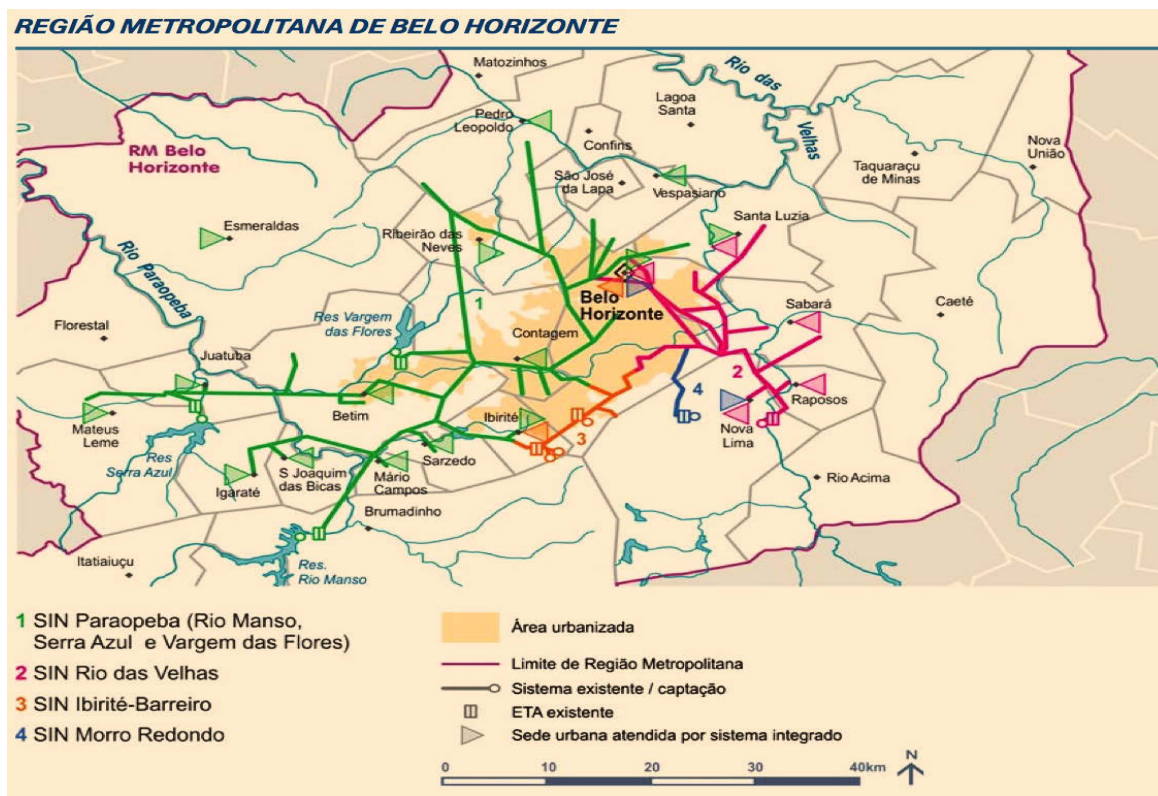 REGIÃO METROPOLITANA DE BELO HORIZONTE
Matozinhos
Rio das
Velhas
Lagoa
Santa
Pedro
Leopoldo
Confins
Nova
União
RM Belo
Horizonte
São José
da Lapa
Vespasiano
Taquaraçu
de Minas
Esmeraldas
Ribeirão das
Neves
Santa Luzia
Rio Paraopeba
1
Belo
Horizonte
Res Vargem
das Flores
Sabará
Caeté
Florestal
Contagem
Juatuba
2
4
Raposos
Betim
Ibirité
3
Nova
Lima
Mateus
Leme
Res
Serra Azul
Sarzedo
Igaraté
S Joaquim
das Bicas
Mário
Campos
Rio Acima
Brumadinho
Itatiaiuçu
Res.
Rio Manso
1 SIN Paraopeba (Rio Manso,
Serra Azul e Vargem das Flores)
2 SIN Rio das Velhas
3 SIN Ibirité-Barreiro
4 SIN Morro Redondo
Área urbanizada
Limite de Região Metropolitana
Sistema existente / captação
ETA existente
Sede urbana atendida por sistema integrado
0 10 20 30 40km
N